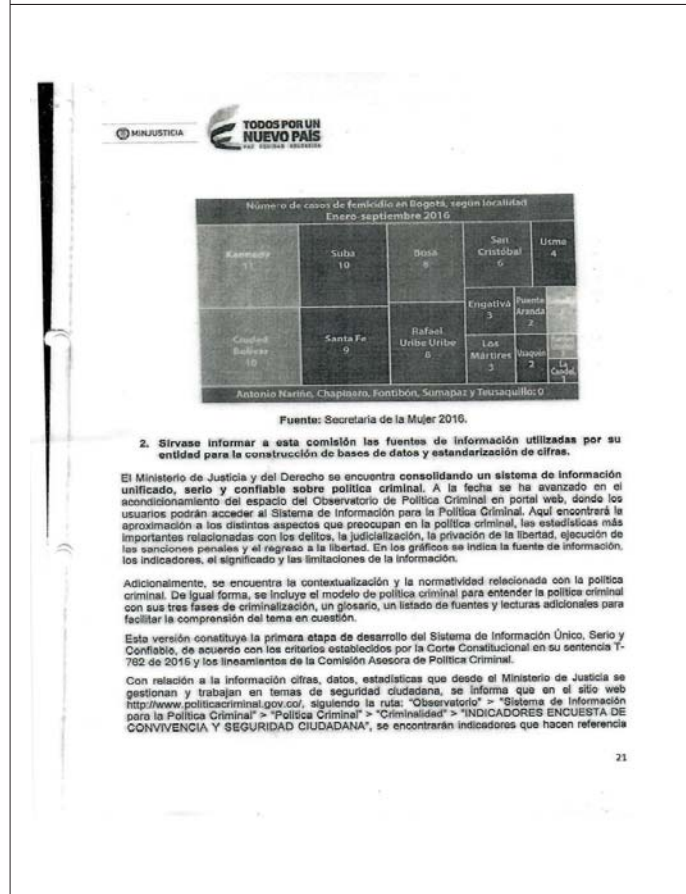 MINJUSTICIA
TODOS POR UN
NUEVO PAÍS
PAZ EQUIDAD EDUCACIÓN
Número de casos de femicidio en Bogotá, según localidad
Enero-septiembre 2016
Kennedy
11
Suba
10
Bosa
8
San
Cristóbal
6
Usme
4
Engativá
3
Puente
Aranda
2
Ciudad
Bolívar
10
Santa Fe
9
Rafael
Uribe Uribe
8
Los
Mártires
3
Usaquén
2
La
Candel.
1
Antonio Nariño, Chapinero, Fontibón, Sumapaz y Teusaquillo: 0
Fuente: Secretaria de la Mujer 2016.
2. Sírvase informar a esta comisión las fuentes de información utilizadas por su
entidad para la construcción de bases de datos y estandarización de cifras.
El Ministerio de Justicia y del Derecho se encuentra consolidando un sistema de información
unificado, serio y confiable sobre política criminal. A la fecha se ha avanzado en el
acondicionamiento del espacio del Observatorio de Política Criminal en portal web, donde los
usuarios podrán acceder al Sistema de Información para la Política Criminal. Aquí encontrará la
aproximación a los distintos aspectos que preocupan en la política criminal, las estadísticas más
importantes relacionadas con los delitos, la judicialización, la privación de la libertad, ejecución de
las sanciones penales y el regreso a la libertad. En los gráficos se indica la fuente de información,
los indicadores, el significado y las limitaciones de la información.
Adicionalmente, se encuentra la contextualización y la normatividad relacionada con la política
criminal. De igual forma, se incluye el modelo de política criminal para entender la política criminal
con sus tres fases de criminalización, un glosario, un listado de fuentes y lecturas adicionales para
facilitar la comprensión del tema en cuestión.
Esta versión constituye la primera etapa de desarrollo del Sistema de Información Único, Serio y
Confiable, de acuerdo con los criterios establecidos por la Corte Constitucional en su sentencia T-
762 de 2015 y los lineamientos de la Comisión Asesora de Política Criminal.
Con relación a la información cifras, datos, estadísticas que desde el Ministerio de Justicia se
gestionan y trabajan en temas de seguridad ciudadana, se informa que en el sitio web
http://www.politicacriminal.gov.co/, siguiendo la ruta: "Observatorio" > "Sistema de Información
para la Política Criminal" > "Política Criminal" > "Criminalidad" > "INDICADORES ENCUESTA DE
CONVIVENCIA Y SEGURIDAD CIUDADANA", se encontrarán indicadores que hacen referencia
21